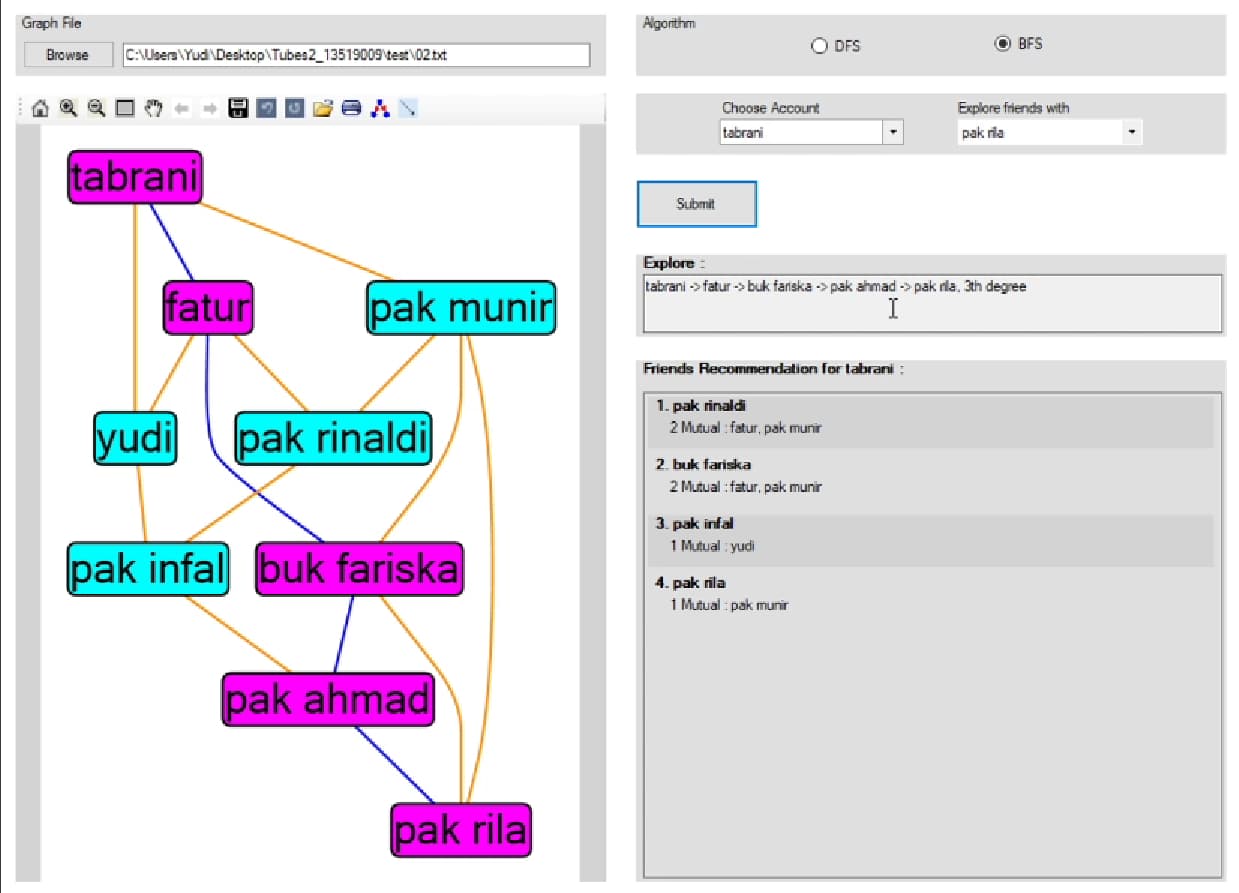 Graph File
Browse
C:\Users\Yudi\Desktop\Tubes2_13519009\test\02.txt
Algorithm
DFS
BFS
Choose Account
Explore friends with
tabrani
pak rila
Submit
Explore :
tabrani -> fatur -> buk fariska -> pak ahmad -> pak rila, 3th degree
Friends Recommendation for tabrani :
1. pak rinaldi
2 Mutual : fatur, pak munir
2. buk fariska
2 Mutual : fatur, pak munir
3. pak infal
1 Mutual : yudi
4. pak rila
1 Mutual : pak munir
tabrani
fatur
pak munir
yudi
pak rinaldi
pak infal
buk fariska
pak ahmad
pak rila